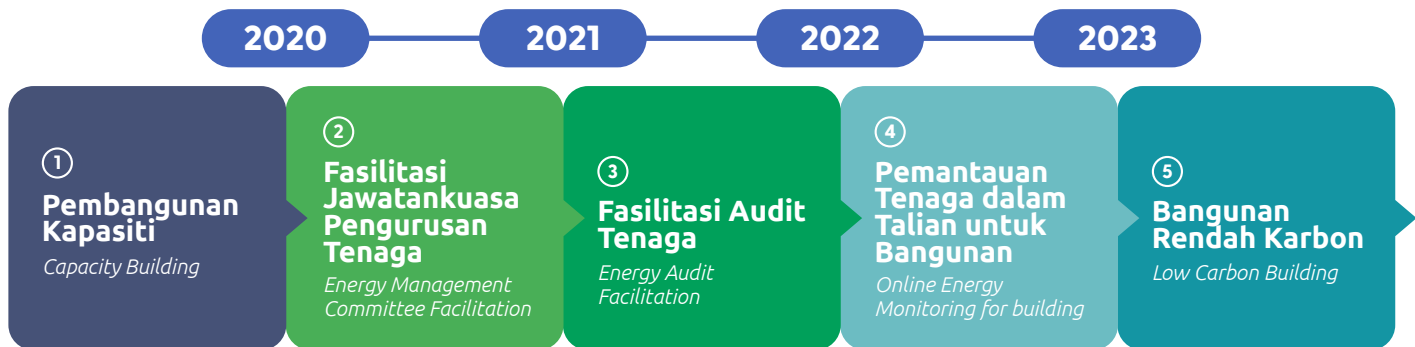 2020
2021
2022
2023
1
Pembangunan
Kapasiti
Capacity Building
2
Fasilitasi
Jawatankuasa
Pengurusan
Tenaga
Energy Management
Committee Facilitation
3
Fasilitasi Audit
Tenaga
Energy Audit
Facilitation
4
Pemantauan
Tenaga dalam
Talian untuk
Bangunan
Online Energy
Monitoring for building
5
Bangunan
Rendah Karbon
Low Carbon Building